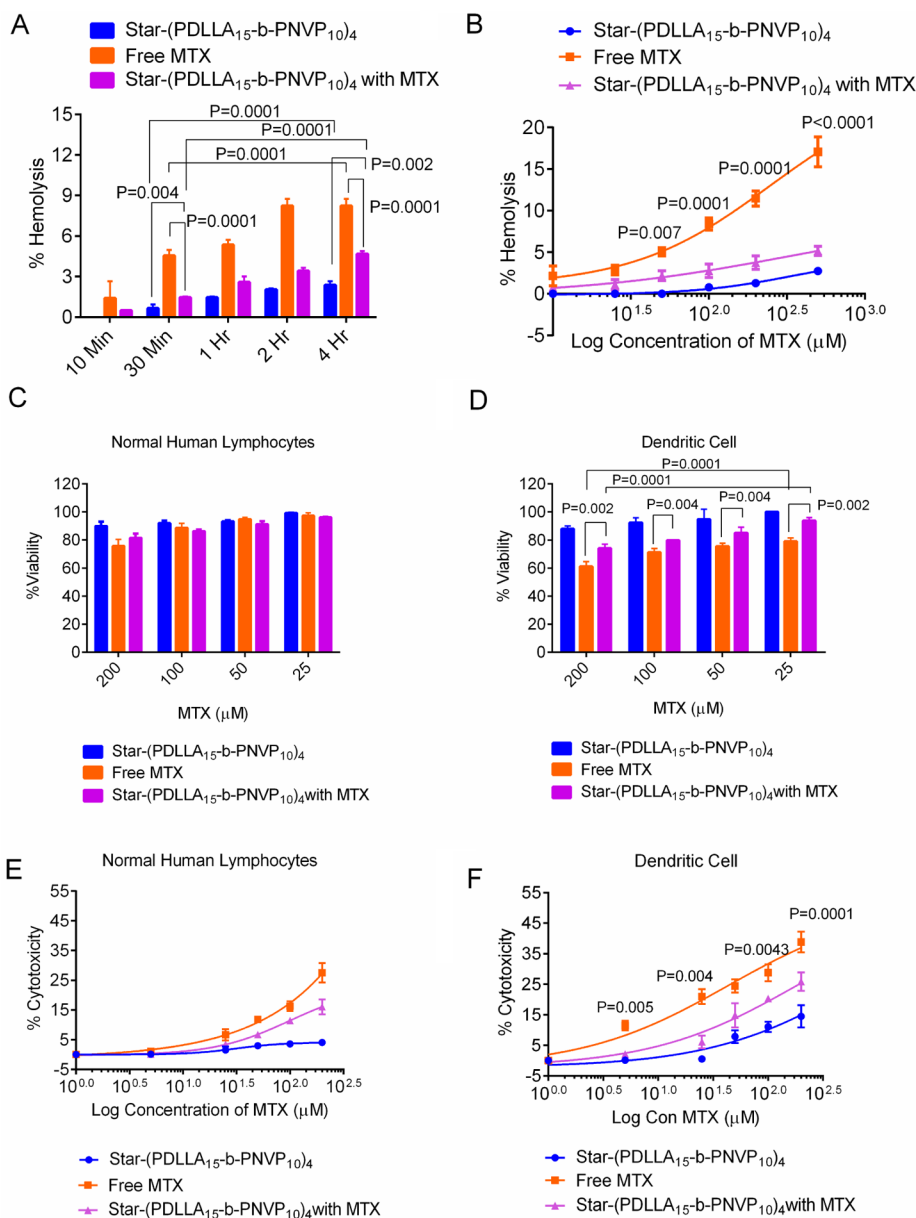 A
Star-(PDLLA₁₅-b-PNVP₁₀)₄
Free MTX
Star-(PDLLA₁₅-b-PNVP₁₀)₄ with MTX
P=0.0001
P=0.0001
P=0.0001
P=0.002
P=0.004
P=0.0001
P=0.0001
% Hemolysis
15
12
9
6
3
0
10 Min
30 Min
1 Hr
2 Hr
4 Hr
B
Star-(PDLLA₁₅-b-PNVP₁₀)₄
Free MTX
Star-(PDLLA₁₅-b-PNVP₁₀)₄ with MTX
P<0.0001
P=0.0001
P=0.0001
P=0.007
% Hemolysis
20
15
10
5
0
-5
10^1.5
10^2.0
10^2.5
10^3.0
Log Concentration of MTX (μM)
C
Normal Human Lymphocytes
%Viability
120
100
80
60
40
20
0
200
100
50
25
MTX (μM)
Star-(PDLLA₁₅-b-PNVP₁₀)₄
Free MTX
Star-(PDLLA₁₅-b-PNVP₁₀)₄with MTX
D
Dendritic Cell
P=0.0001
P=0.0001
P=0.002
P=0.004
P=0.004
P=0.002
% Viability
120
100
80
60
40
20
0
200
100
50
25
MTX (μM)
Star-(PDLLA₁₅-b-PNVP₁₀)₄
Free MTX
Star-(PDLLA₁₅-b-PNVP₁₀)₄with MTX
E
Normal Human Lymphocytes
% Cytotoxicity
55
45
35
25
15
5
-5
10^0.0
10^0.5
10^1.0
10^1.5
10^2.0
10^2.5
Log Concentration of MTX (μM)
Star-(PDLLA₁₅-b-PNVP₁₀)₄
Free MTX
Star-(PDLLA₁₅-b-PNVP₁₀)₄with MTX
F
Dendritic Cell
P=0.0001
P=0.0043
P=0.004
P=0.005
% Cytotoxicity
55
45
35
25
15
5
-5
10^0.0
10^0.5
10^1.0
10^1.5
10^2.0
10^2.5
Log Con MTX (μM)
Star-(PDLLA₁₅-b-PNVP₁₀)₄
Free MTX
Star-(PDLLA₁₅-b-PNVP₁₀)₄with MTX